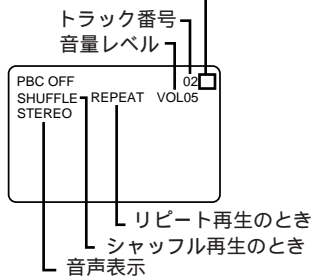 トラック番号
音量レベル
PBC OFF 02
SHUFFLE REPEAT VOL05
STEREO
リピート再生のとき
シャッフル再生のとき
音声表示